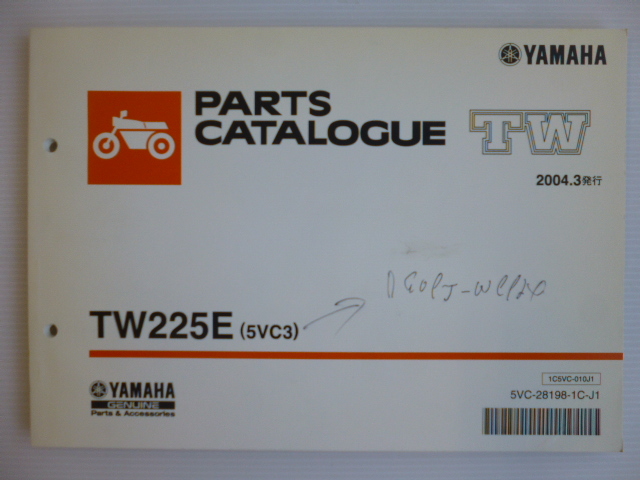 YAMAHA
PARTS
CATALOGUE
TW
2004.3発行
TW225E (5VC3)
YAMAHA
GENUINE
Parts & Accessories
1C5VC-010J1
5VC-28198-1C-J1